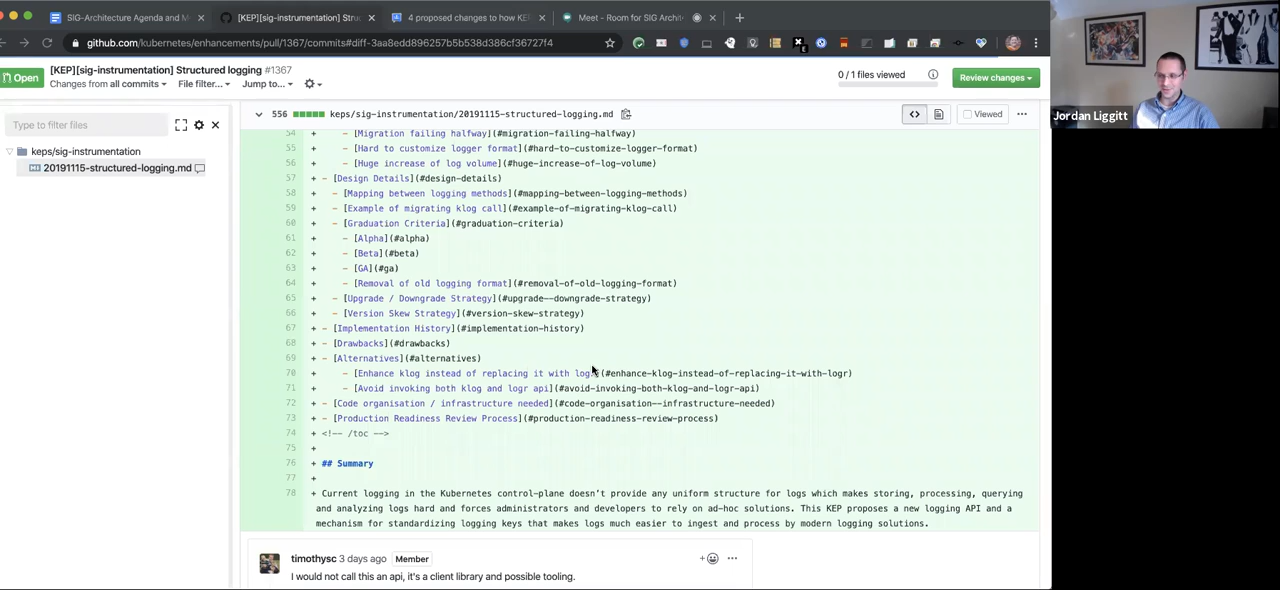 SIG-Architecture Agenda and M
[KEP][sig-instrumentation] Stru
4 proposed changes to how KE
Meet - Room for SIG Archite
github.com/kubernetes/enhancements/pull/1367/commits#diff-3aa8edd896257b5b538d386cf36727f4
Open
[KEP][sig-instrumentation] Structured logging #1367
Changes from all commits
File filter...
Jump to...
0 / 1 files viewed
Review changes
Type to filter files
keps/sig-instrumentation
20191115-structured-logging.md
556
keps/sig-instrumentation/20191115-structured-logging.md
Viewed
54 + - [Migration failing halfway](#migration-failing-halfway)
55 + - [Hard to customize logger format](#hard-to-customize-logger-format)
56 + - [Huge increase of log volume](#huge-increase-of-log-volume)
57 + - [Design Details](#design-details)
58 + - [Mapping between logging methods](#mapping-between-logging-methods)
59 + - [Example of migrating klog call](#example-of-migrating-klog-call)
60 + - [Graduation Criteria](#graduation-criteria)
61 + - [Alpha](#alpha)
62 + - [Beta](#beta)
63 + - [GA](#ga)
64 + - [Removal of old logging format](#removal-of-old-logging-format)
65 + - [Upgrade / Downgrade Strategy](#upgrade--downgrade-strategy)
66 + - [Version Skew Strategy](#version-skew-strategy)
67 + - [Implementation History](#implementation-history)
68 + - [Drawbacks](#drawbacks)
69 + - [Alternatives](#alternatives)
70 + - [Enhance klog instead of replacing it with logr](#enhance-klog-instead-of-replacing-it-with-logr)
71 + - [Avoid invoking both klog and logr api](#avoid-invoking-both-klog-and-logr-api)
72 + - [Code organisation / infrastructure needed](#code-organisation--infrastructure-needed)
73 + - [Production Readiness Review Process](#production-readiness-review-process)
74 + <!-- /toc -->
75 +
76 + ## Summary
77 +
78 + Current logging in the Kubernetes control-plane doesn't provide any uniform structure for logs which makes storing, processing, querying
and analyzing logs hard and forces administrators and developers to rely on ad-hoc solutions. This KEP proposes a new logging API and a
mechanism for standardizing logging keys that makes logs much easier to ingest and process by modern logging solutions.
timothysc 3 days ago Member
I would not call this an api, it's a client library and possible tooling.
Jordan Liggitt